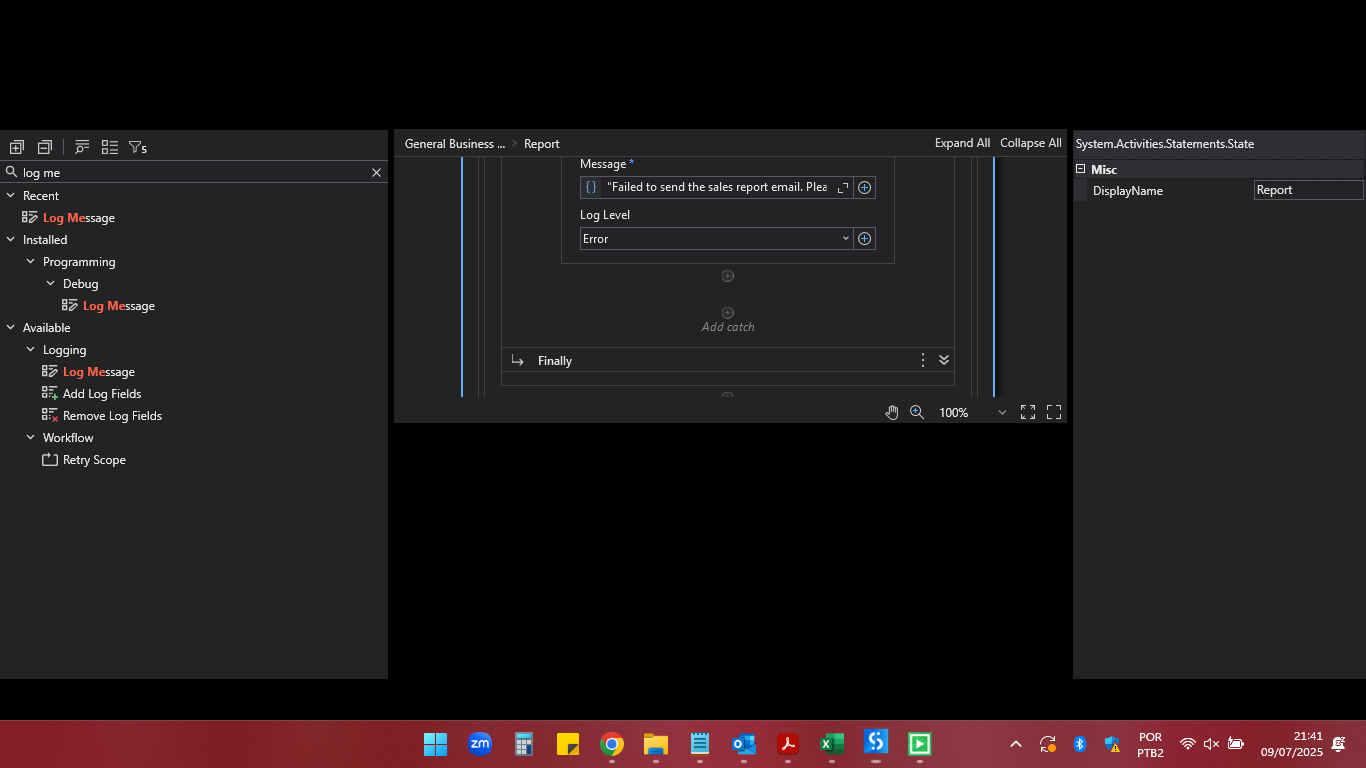 5
log me
Recent
Log Message
Installed
Programming
Debug
Log Message
Available
Logging
Log Message
Add Log Fields
Remove Log Fields
Workflow
Retry Scope
General Business ... > Report
Expand All Collapse All
Message *
{} "Failed to send the sales report email. Plea
Log Level
Error
Add catch
Finally
100%
System.Activities.Statements.State
Misc
DisplayName Report
zm
POR
PTB2
21:41
09/07/2025